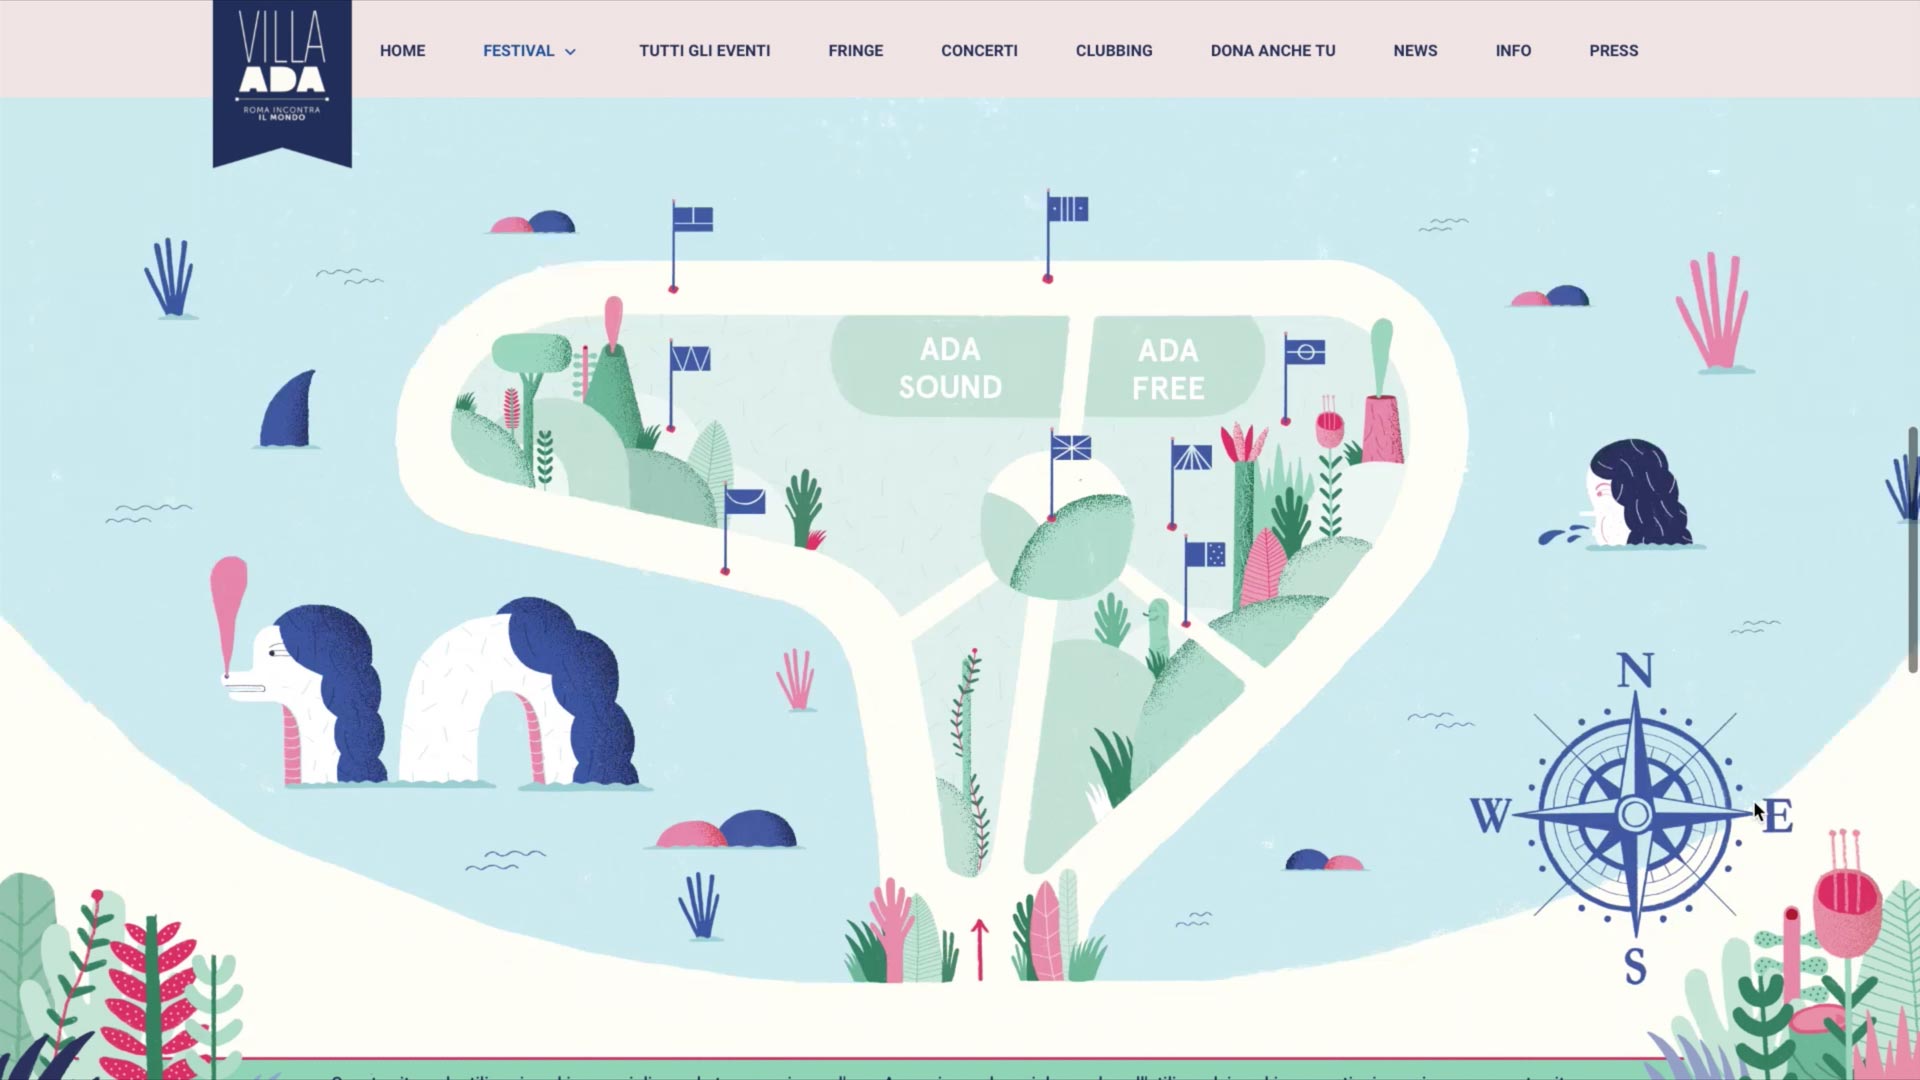 VILLA
ADA
ROMA INCONTRA
IL MONDO
HOME FESTIVAL TUTTI GLI EVENTI FRINGE CONCERTI CLUBBING DONA ANCHE TU NEWS INFO PRESS
ADA
SOUND
ADA
FREE
N
W E
S